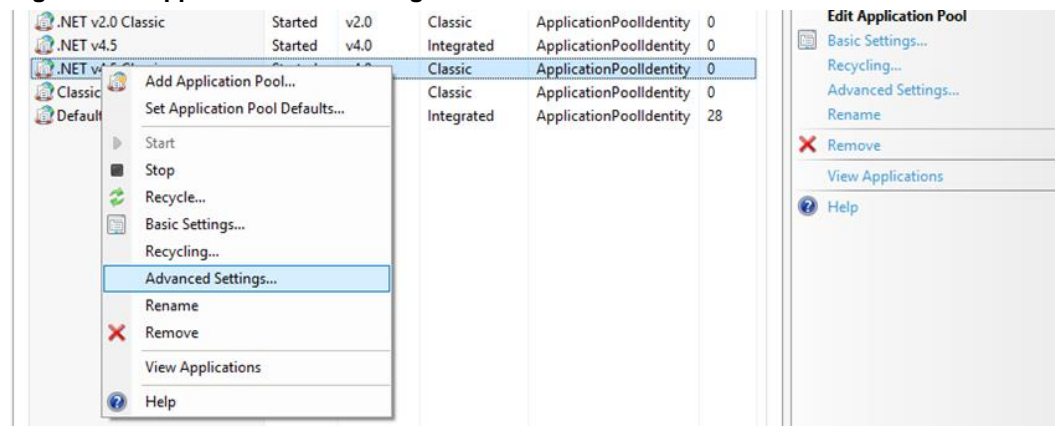 .NET v2.0 Classic Started v2.0 Classic ApplicationPoolIdentity 0
.NET v4.5 Started v4.0 Integrated ApplicationPoolIdentity 0
.NET Classic ApplicationPoolIdentity 0
Classic Classic ApplicationPoolIdentity 0
Default Integrated ApplicationPoolIdentity 28
Add Application Pool...
Set Application Pool Defaults...
Start
Stop
Recycle...
Basic Settings...
Recycling...
Advanced Settings...
Rename
Remove
View Applications
Help
Edit Application Pool
Basic Settings...
Recycling...
Advanced Settings...
Rename
Remove
View Applications
Help